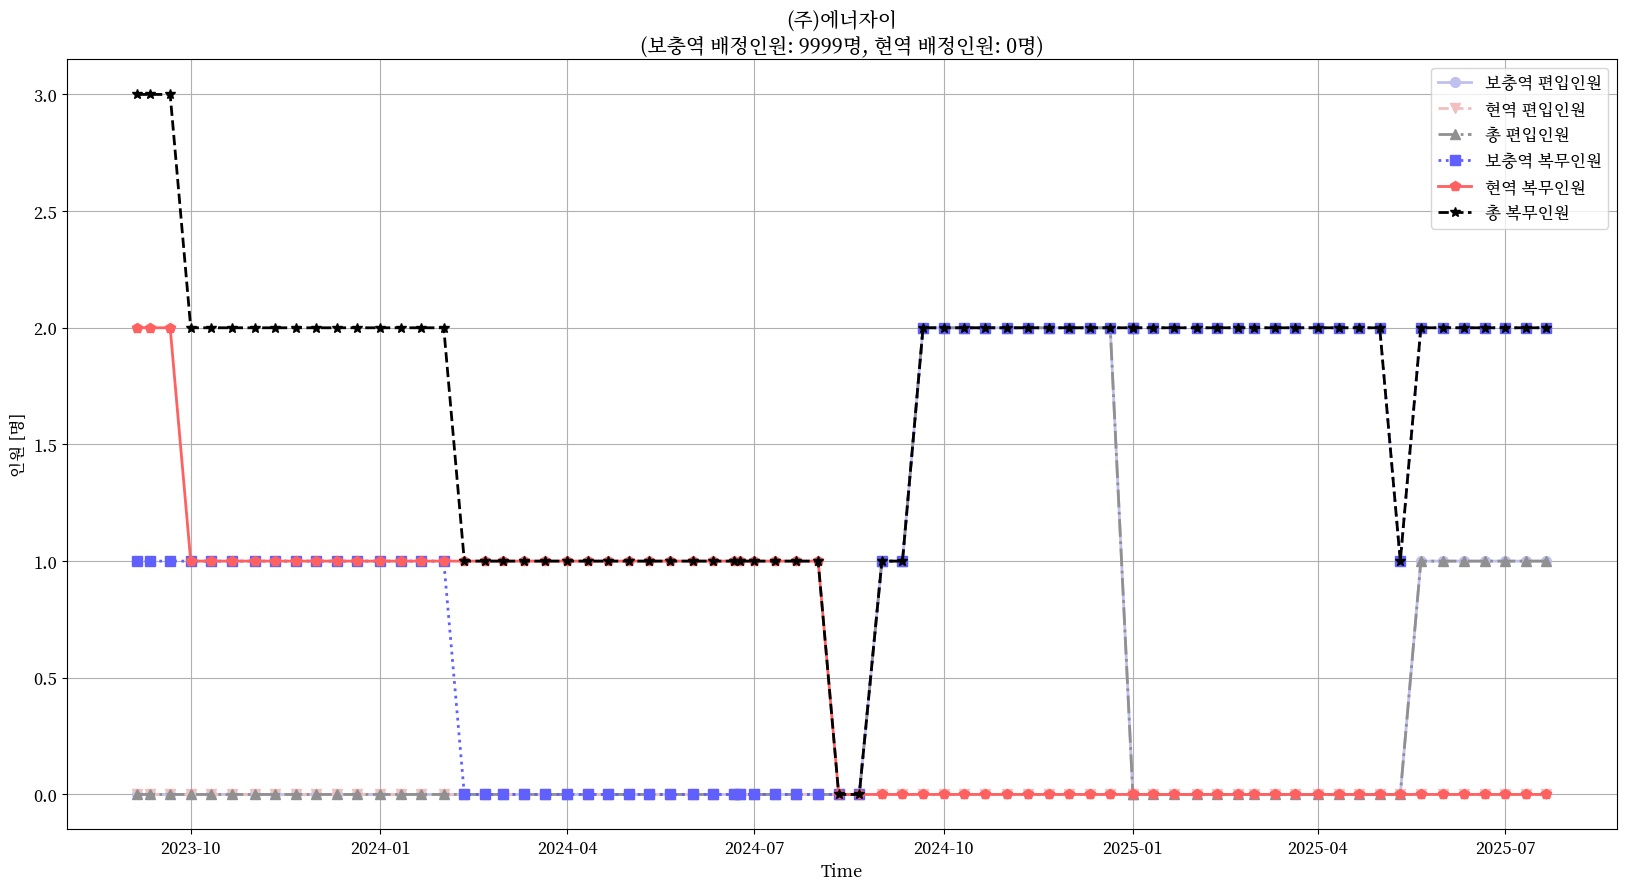 (주)에너자이
(보충역 배정인원: 9999명, 현역 배정인원: 0명)
보충역 편입인원
현역 편입인원
총 편입인원
보충역 복무인원
현역 복무인원
총 복무인원
3.0
2.5
2.0
1.5
1.0
0.5
0.0
인원 [명]
2023-10
2024-01
2024-04
2024-07
2024-10
2025-01
2025-04
2025-07
Time